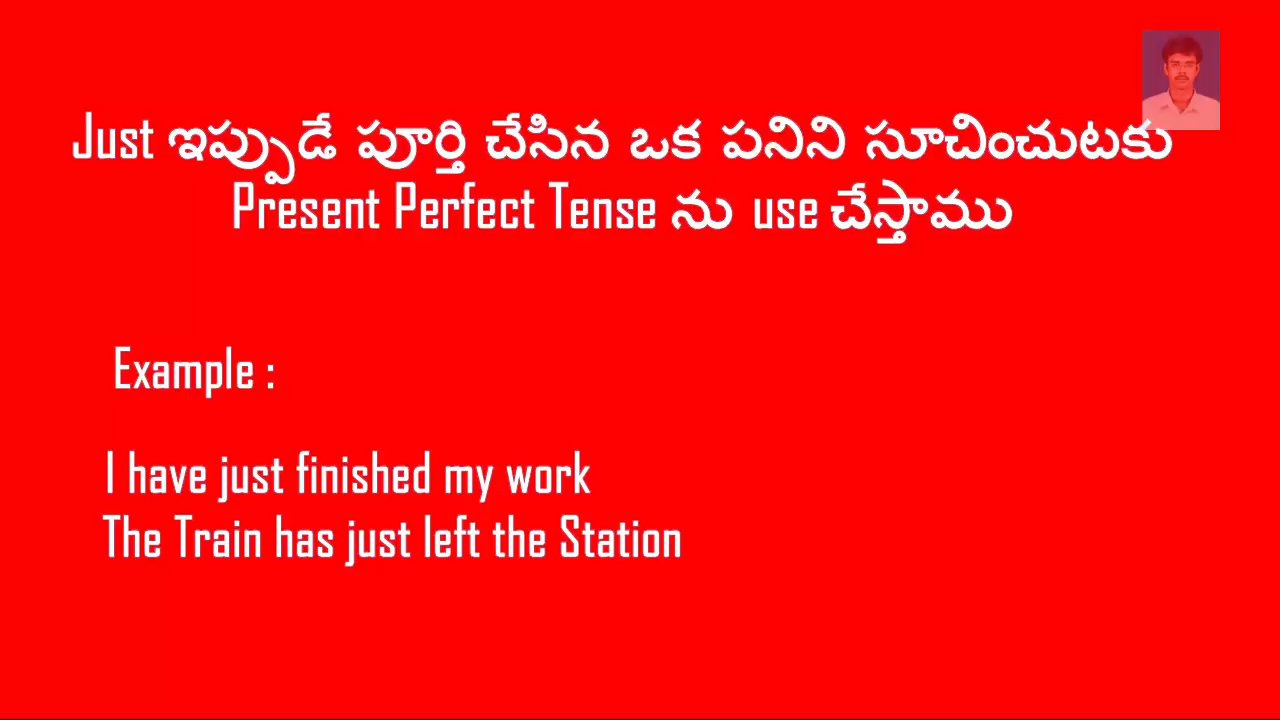 Just ఇప్పుడే పూర్తి చేసిన ఒక పనిని సూచించుటకు
Present Perfect Tense ను use చేస్తాము
Example :
I have just finished my work
The Train has just left the Station